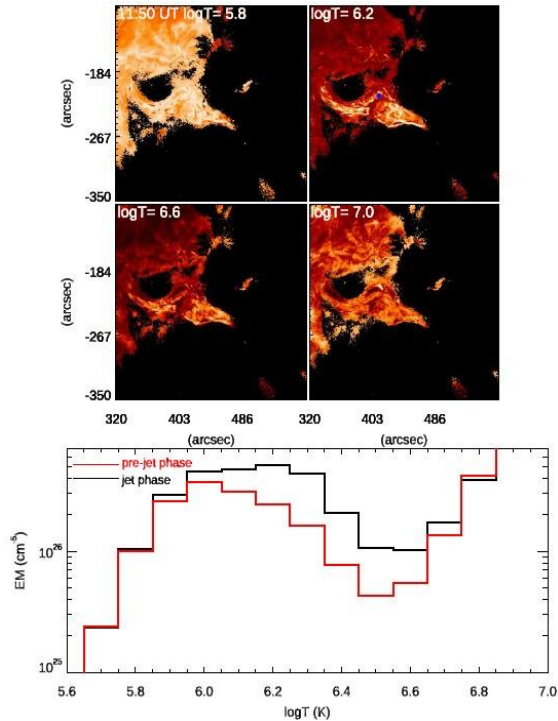 11:50 UT logT= 5.8 logT= 6.2
-184
(arcsec)
-267
-350
logT= 6.6 logT= 7.0
-184
(arcsec)
-267
-350
320 403 486 320 403 486
(arcsec) (arcsec)
pre-jet phase
jet phase
EM (cm-5)
10²⁶
10²⁵
5.6 5.8 6.0 6.2 6.4 6.6 6.8 7.0
logT (K)